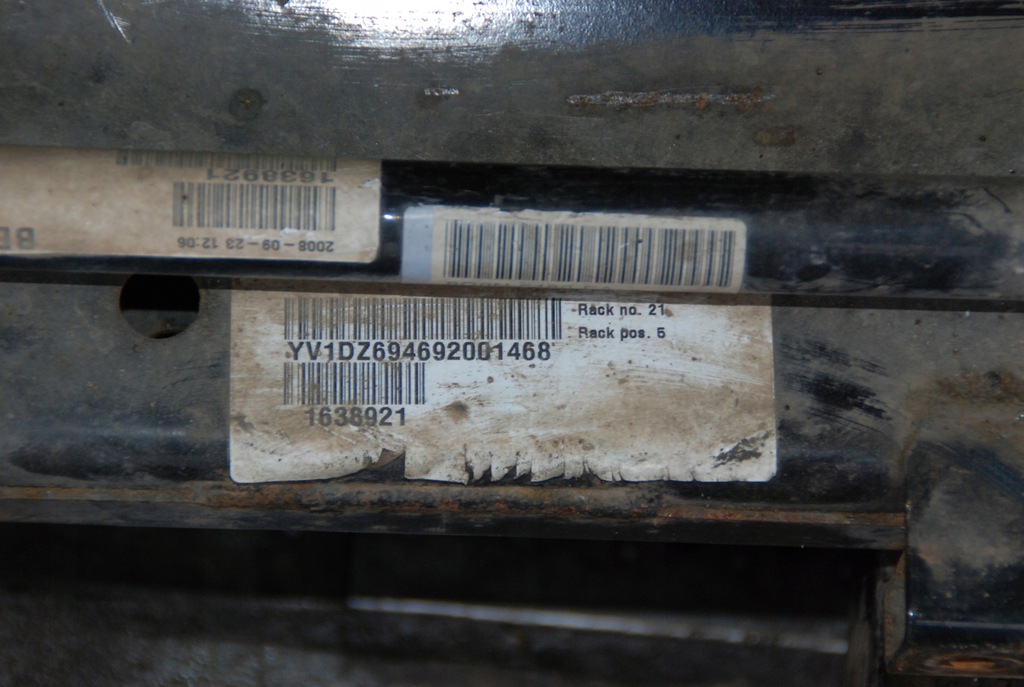 1638921
2008-09-23 12:06
Rack no. 21
Rack pos. 5
YV1DZ694692001468
1638921